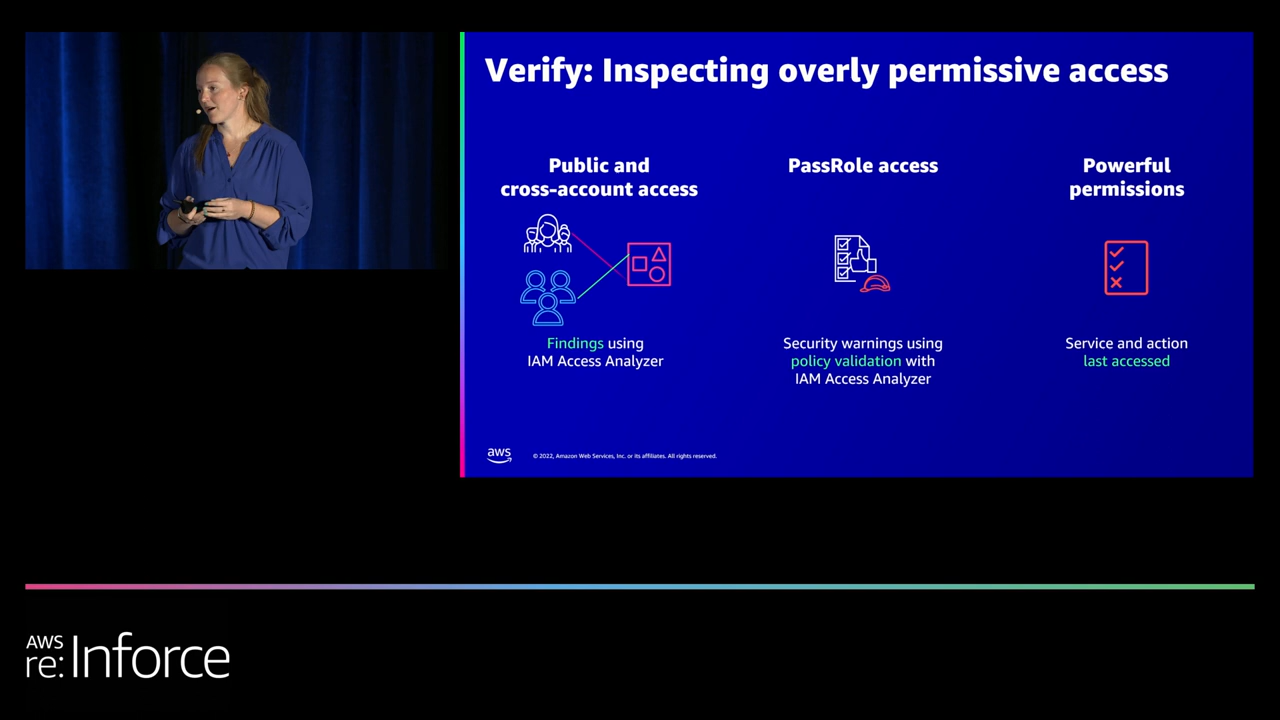 Verify: Inspecting overly permissive access
Public and
cross-account access
Findings using
IAM Access Analyzer
PassRole access
Security warnings using
policy validation with
IAM Access Analyzer
Powerful
permissions
Service and action
last accessed
aws
© 2022, Amazon Web Services, Inc. or its affiliates. All rights reserved.
AWS
re:Inforce